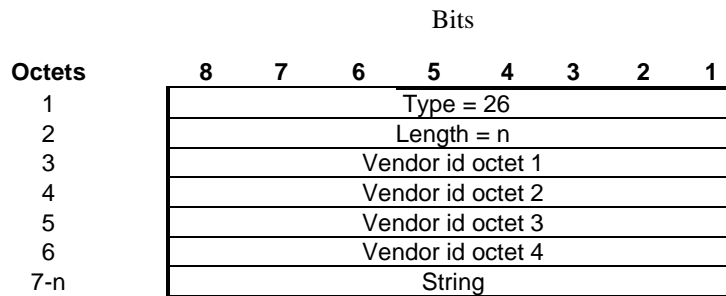 Bits
Octets 8 7 6 5 4 3 2 1
1 Type = 26
2 Length = n
3 Vendor id octet 1
4 Vendor id octet 2
5 Vendor id octet 3
6 Vendor id octet 4
7-n String